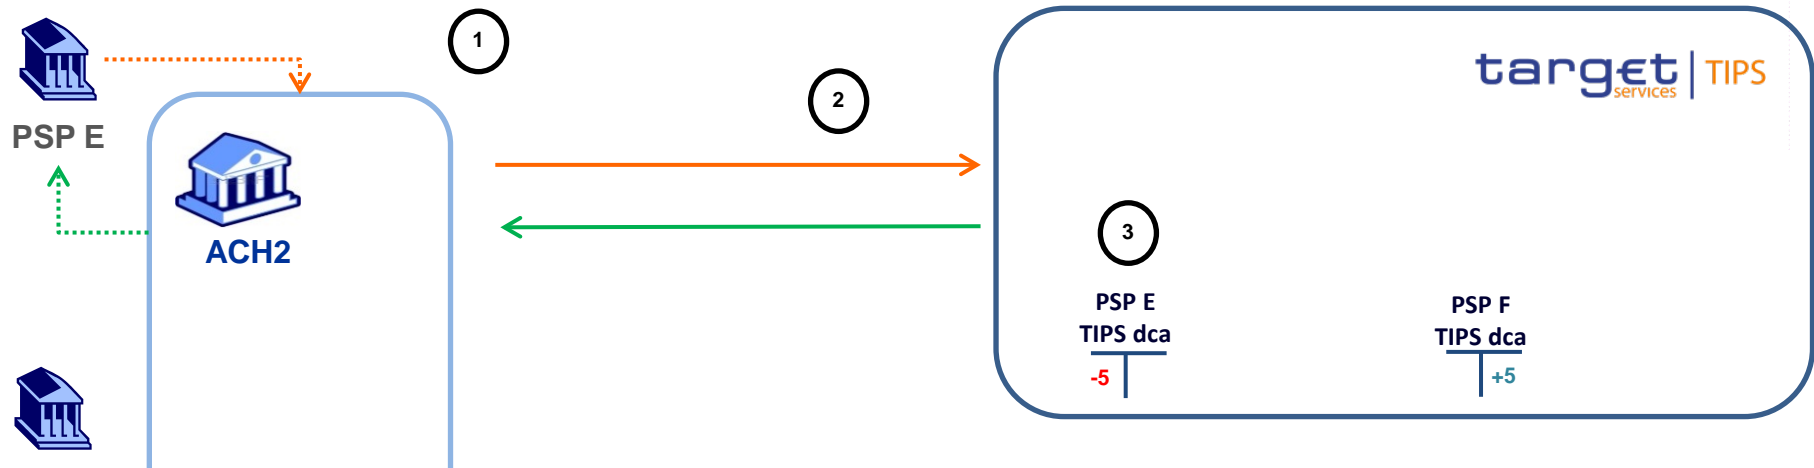 1
2
target
services
TIPS
PSP E
ACH2
3
PSP E
TIPS dca
-5
PSP F
TIPS dca
+5